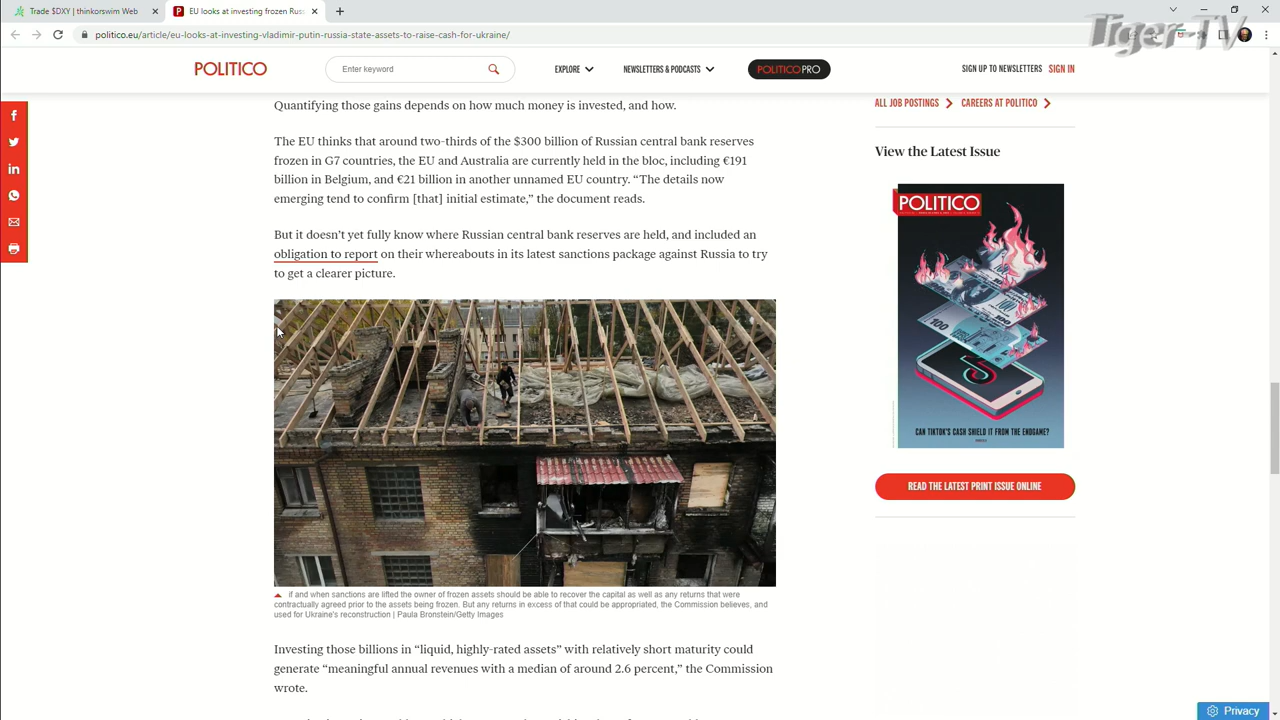 Trade $DXY | thinkorswim Web
EU looks at investing frozen Russi
Tiger-TV
politico.eu/article/eu-looks-at-investing-vladimir-putin-russia-state-assets-to-raise-cash-for-ukraine/
POLITICO
Enter keyword
EXPLORE
NEWSLETTERS & PODCASTS
POLITICO PRO
SIGN UP TO NEWSLETTERS SIGN IN
Quantifying those gains depends on how much money is invested, and how.
The EU thinks that around two-thirds of the $300 billion of Russian central bank reserves
frozen in G7 countries, the EU and Australia are currently held in the bloc, including €191
billion in Belgium, and €21 billion in another unnamed EU country. “The details now
emerging tend to confirm [that] initial estimate,” the document reads.
But it doesn’t yet fully know where Russian central bank reserves are held, and included an
obligation to report on their whereabouts in its latest sanctions package against Russia to try
to get a clearer picture.
if and when sanctions are lifted the owner of frozen assets should be able to recover the capital as well as any returns that were
contractually agreed prior to the assets being frozen. But any returns in excess of that could be appropriated, the Commission believes, and
used for Ukraine's reconstruction | Paula Bronstein/Getty Images
Investing those billions in “liquid, highly-rated assets” with relatively short maturity could
generate “meaningful annual revenues with a median of around 2.6 percent,” the Commission
wrote.
ALL JOB POSTINGS
CAREERS AT POLITICO
View the Latest Issue
POLITICO
100
CAN TIKTOK'S CASH SHIELD IT FROM THE ENDGAME?
READ THE LATEST PRINT ISSUE ONLINE
Privacy